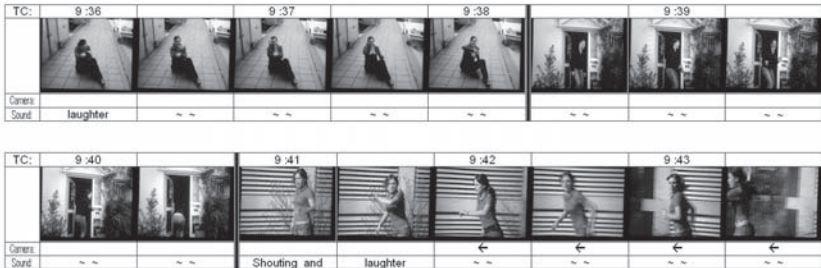 TC: 9 :36 9 :37 9 :38 9 :39
Camera:
Sound: laughter ~ ~ ~ ~ ~ ~ ~ ~ ~ ~ ~ ~ ~ ~
TC: 9 :40 9 :41 9 :42 9 :43
Camera: ← ← ← ←
Sound: ~ ~ ~ ~ Shouting and laughter ~ ~ ~ ~ ~ ~ ~ ~